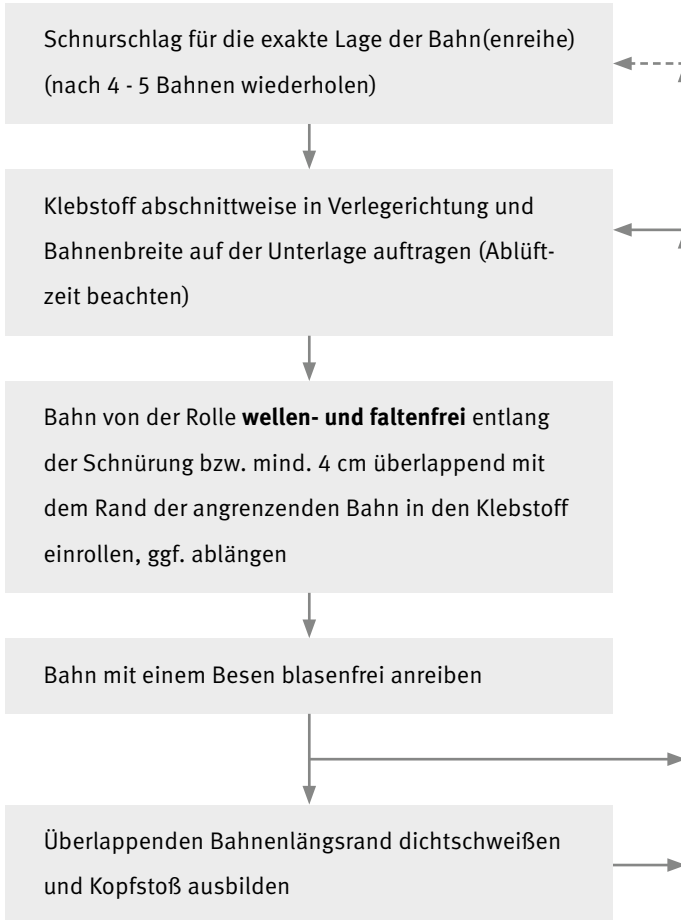 Schnurschlag für die exakte Lage der Bahn(enreihe)
(nach 4 - 5 Bahnen wiederholen)
Klebstoff abschnittweise in Verlegerichtung und
Bahnenbreite auf der Unterlage auftragen (Ablüft-
zeit beachten)
Bahn von der Rolle wellen- und faltenfrei entlang
der Schnürung bzw. mind. 4 cm überlappend mit
dem Rand der angrenzenden Bahn in den Klebstoff
einrollen, ggf. ablängen
Bahn mit einem Besen blasenfrei anreiben
Überlappenden Bahnenlängsrand dichtschweißen
und Kopfstoß ausbilden